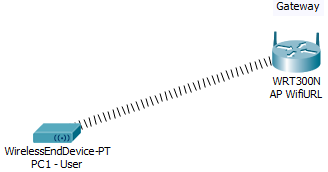 Gateway
WRT300N
AP WifiURL
WirelessEndDevice-PT
PC1 - User